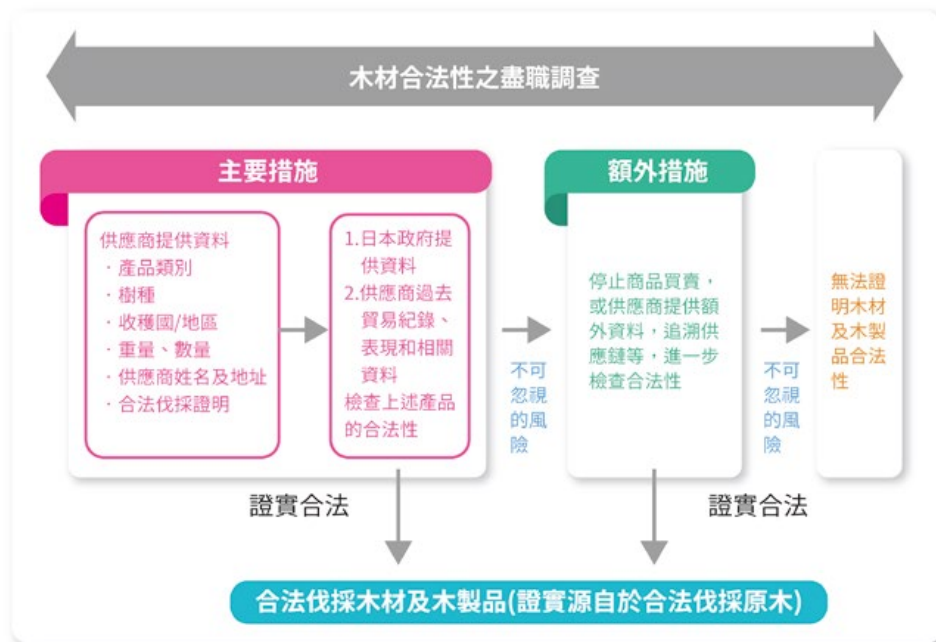 木材合法性之盡職調查
主要措施
供應商提供資料
·產品類別
·樹種
·收穫國/地區
·重量、數量
·供應商姓名及地址
·合法伐採證明
1.日本政府提
供資料
2.供應商過去
貿易紀錄、
表現和相關
資料
檢查上述產品
的合法性
不可
忽視
的風
險
額外措施
停止商品買賣，
或供應商提供額
外資料，追溯供
應鏈等，進一步
檢查合法性
不可
忽視
的風
險
無法證
明木材
及木製
品合法
性
證實合法
證實合法
合法伐採木材及木製品(證實源自於合法伐採原木)